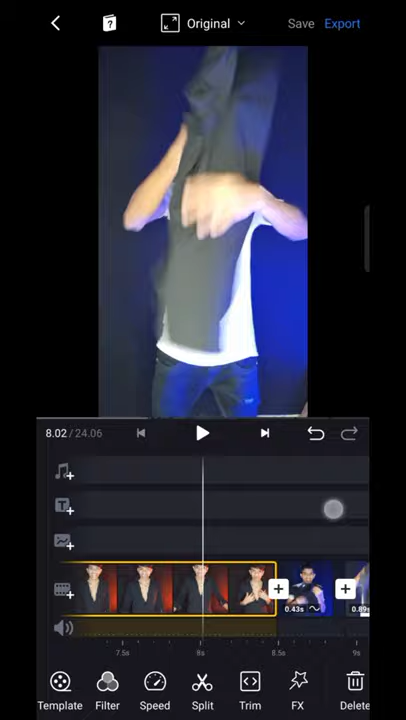 Original Save Export
8.02 / 24.06
0.43s 0.89s
7.5s 8s 8.5s 9s
Template Filter Speed Split Trim FX Delete